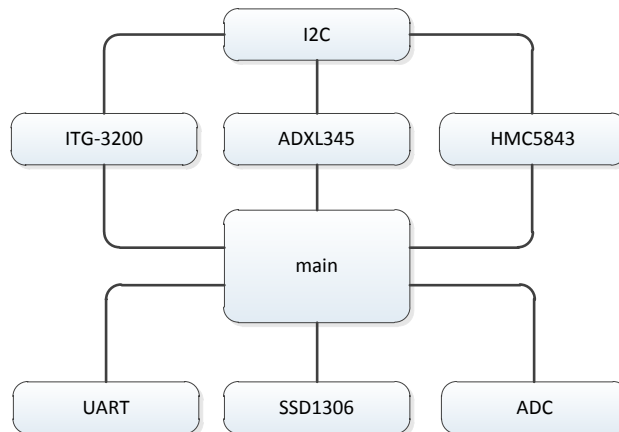 I2C
ITG-3200
ADXL345
HMC5843
main
UART
SSD1306
ADC